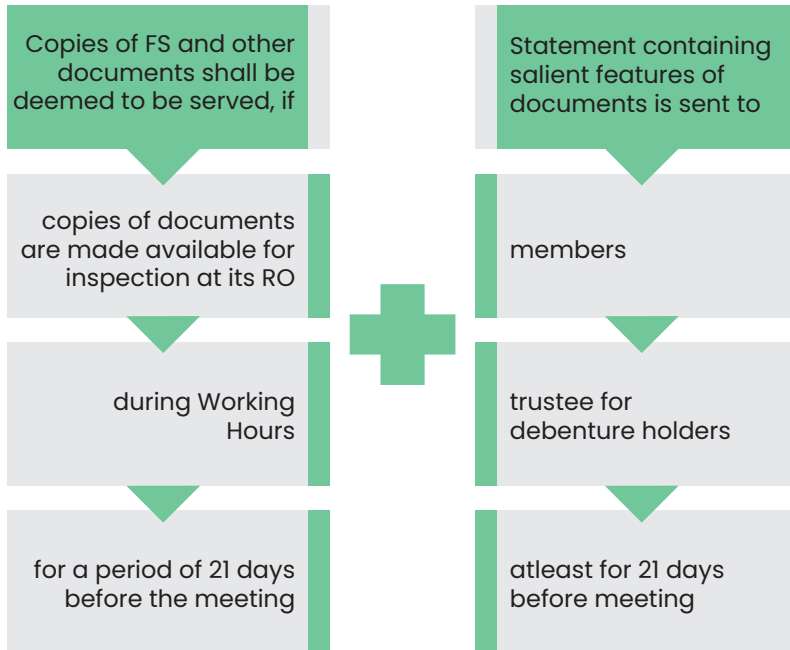 Copies of FS and other
documents shall be
deemed to be served, if
copies of documents
are made available for
inspection at its RO
during Working
Hours
for a period of 21 days
before the meeting
Statement containing
salient features of
documents is sent to
members
trustee for
debenture holders
atleast for 21 days
before meeting